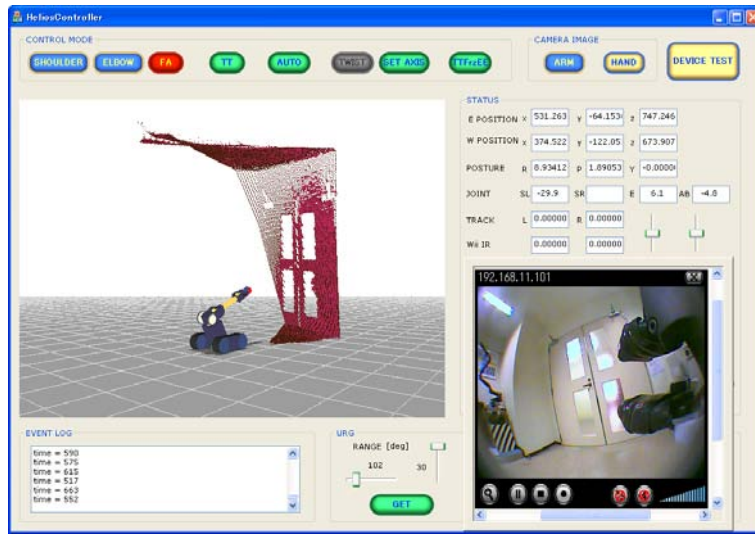 HeliosController
CONTROL MODE
SHOULDER ELBOW FA TT AUTO TWIST SET AXIS TTFrzEE
CAMERA IMAGE
ARM HAND
DEVICE TEST
STATUS
E POSITION X 531.263 Y -64.153 Z 747.246
W POSITION X 374.522 Y -122.05 Z 673.907
POSTURE R 8.93412 P 1.89053 Y -0.0000
JOINT SL -29.9 SR E 6.1 AB -4.8
TRACK L 0.00000 R 0.00000
Wii IR 0.00000 0.00000
192.168.11.101
EVENT LOG
time = 590
time = 575
time = 615
time = 517
time = 663
time = 552
URG
RANGE [deg]
102 30
GET